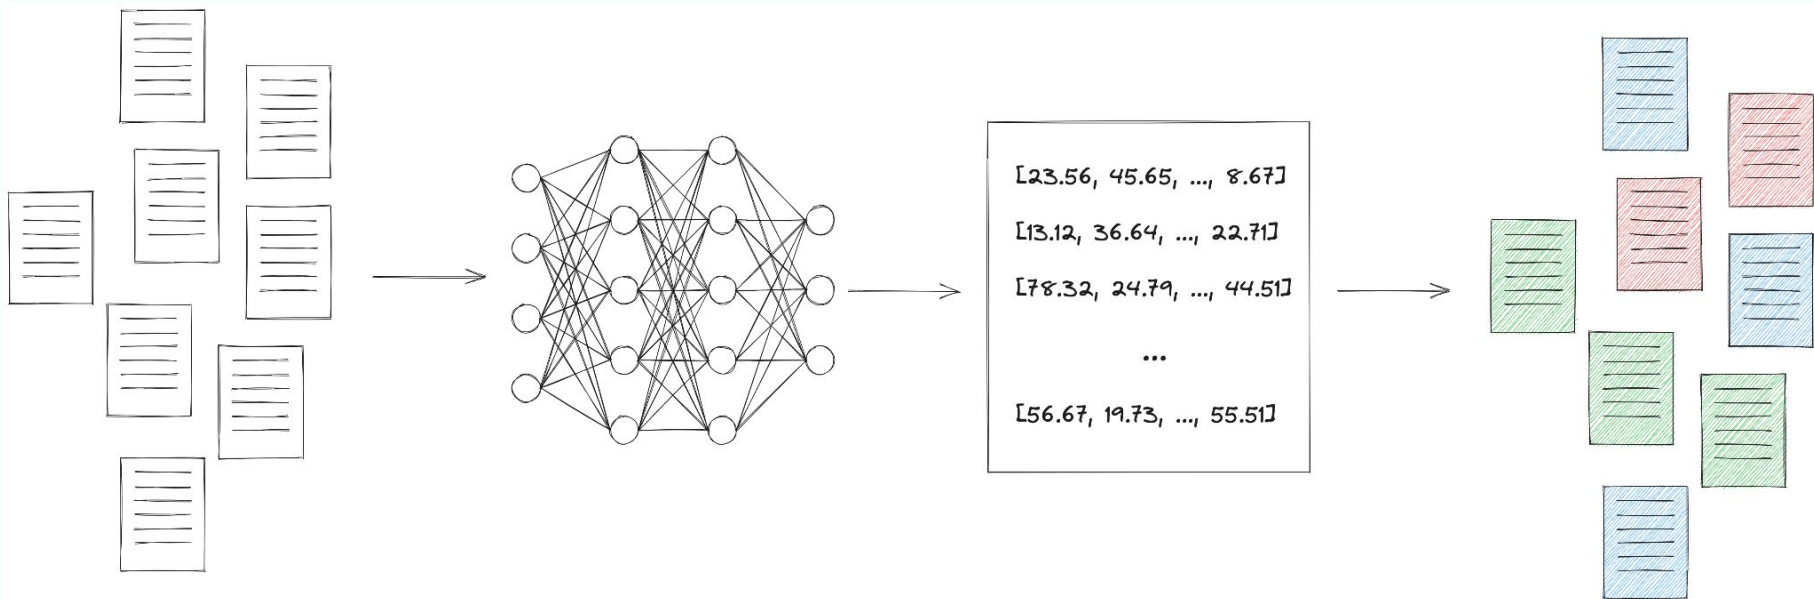 [23.56, 45.65, ..., 8.67]
[13.12, 36.64, ..., 22.71]
[78.32, 24.79, ..., 44.51]
...
[56.67, 19.73, ..., 55.51]